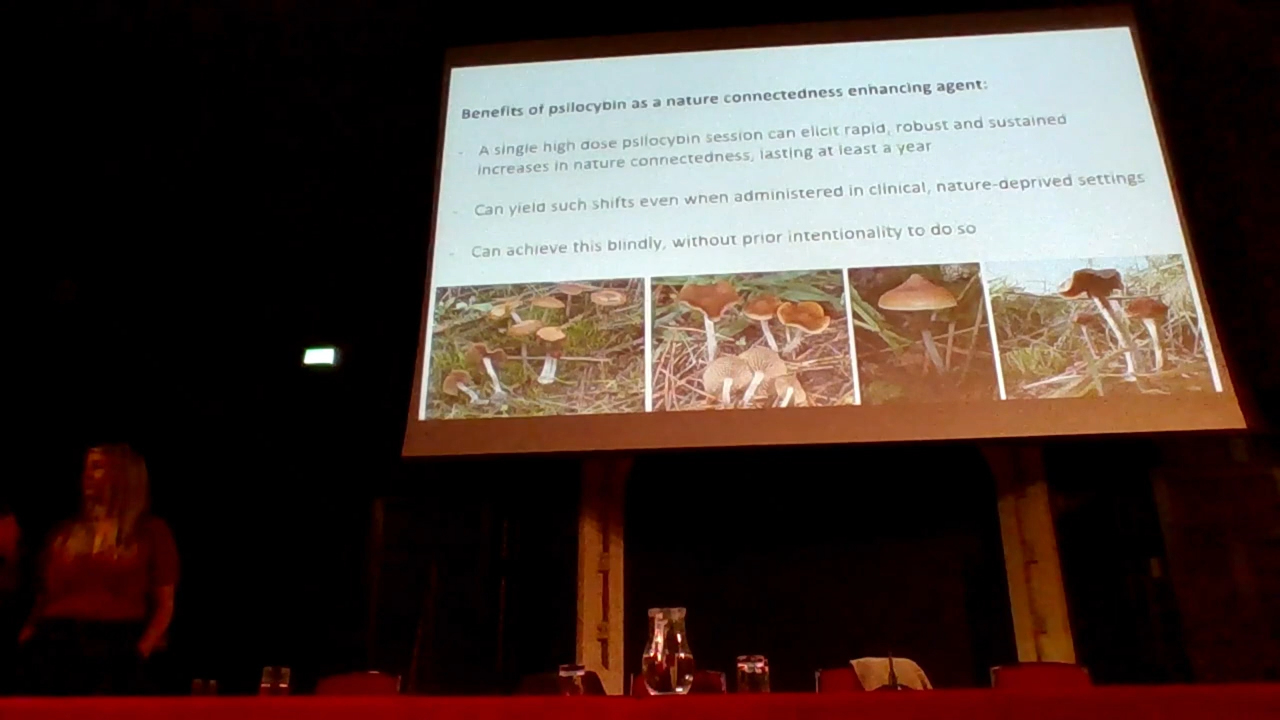 Benefits of psilocybin as a nature connectedness enhancing agent:
- A single high dose psilocybin session can elicit rapid, robust and sustained
increases in nature connectedness, lasting at least a year
- Can yield such shifts even when administered in clinical, nature-deprived settings
- Can achieve this blindly, without prior intentionality to do so